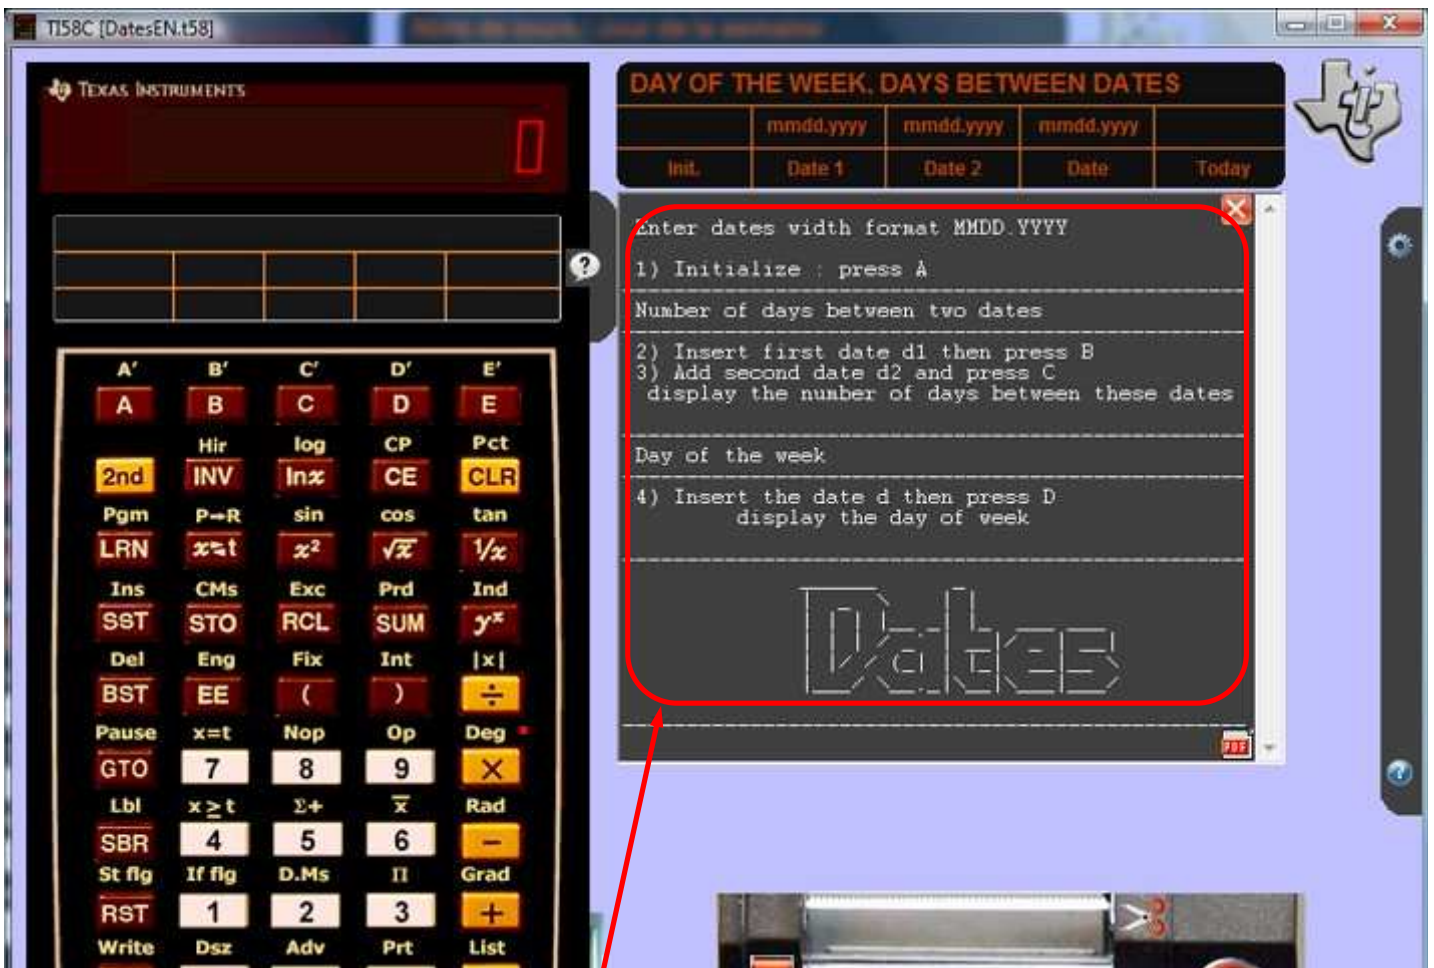 TI58C [DatesEN.t58]
TEXAS INSTRUMENTS
0
DAY OF THE WEEK, DAYS BETWEEN DATES
mmdd.yyyy mmdd.yyyy mmdd.yyyy
Init. Date 1 Date 2 Date Today
Enter dates width format MMDD.YYYY
1) Initialize : press A
Number of days between two dates
2) Insert first date d1 then press B
3) Add second date d2 and press C
display the number of days between these dates
Day of the week
4) Insert the date d then press D
display the day of week
Dates
PDF
?
?
A' B' C' D' E'
A B C D E
Hir log CP Pct
2nd INV lnx CE CLR
Pgm P→R sin cos tan
LRN x⇆t x² √x 1/x
Ins CMs Exc Prd Ind
SST STO RCL SUM yˣ
Del Eng Fix Int |x|
BST EE ( ) ÷
Pause x=t Nop Op Deg
GTO 7 8 9 ×
Lbl x≥t Σ+ x̅ Rad
SBR 4 5 6 −
St flg If flg D.Ms Π Grad
RST 1 2 3 +
Write Dsz Adv Prt List